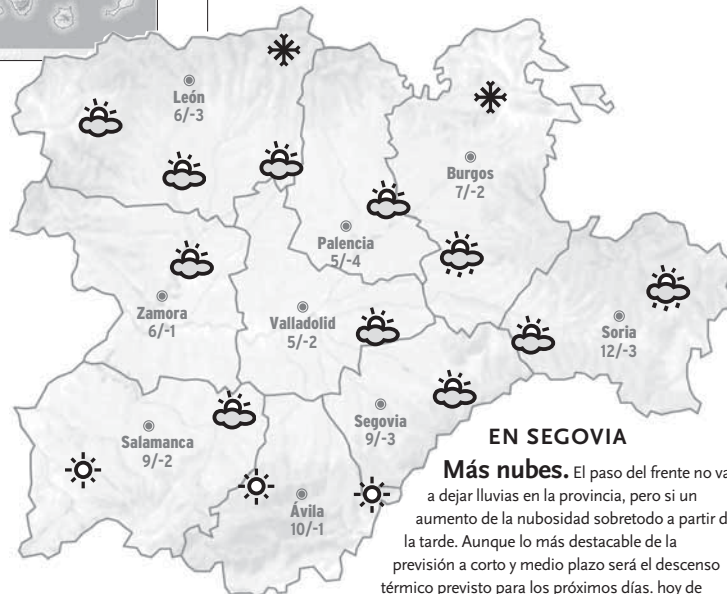 León
6/-3
Burgos
7/-2
Palencia
5/-4
Zamora
6/-1
Valladolid
5/-2
Soria
12/-3
Segovia
9/-3
Salamanca
9/-2
Ávila
10/-1
EN SEGOVIA
Más nubes. El paso del frente no va
a dejar lluvias en la provincia, pero si un
aumento de la nubosidad sobretodo a partir d
la tarde. Aunque lo más destacable de la
previsión a corto y medio plazo será el descenso
térmico previsto para los próximos días. hoy de